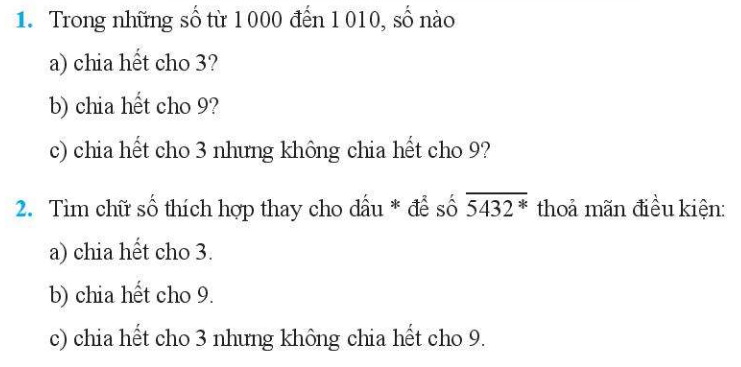 1. Trong những số từ 1 000 đến 1 010, số nào
a) chia hết cho 3?
b) chia hết cho 9?
c) chia hết cho 3 nhưng không chia hết cho 9?
2. Tìm chữ số thích hợp thay cho dấu * để số 5432* thoả mãn điều kiện:
a) chia hết cho 3.
b) chia hết cho 9.
c) chia hết cho 3 nhưng không chia hết cho 9.